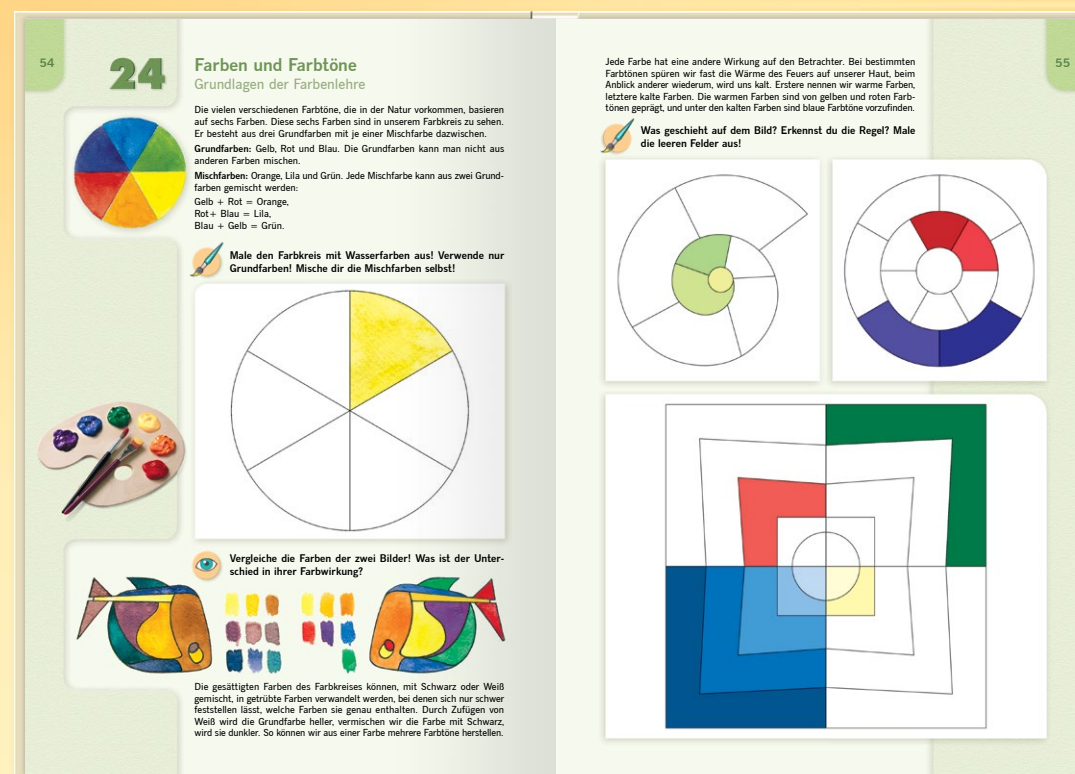 54
24
Farben und Farbtöne
Grundlagen der Farbenlehre
Die vielen verschiedenen Farbtöne, die in der Natur vorkommen, basieren
auf sechs Farben. Diese sechs Farben sind in unserem Farbkreis zu sehen.
Er besteht aus drei Grundfarben mit je einer Mischfarbe dazwischen.
Grundfarben: Gelb, Rot und Blau. Die Grundfarben kann man nicht aus
anderen Farben mischen.
Mischfarben: Orange, Lila und Grün. Jede Mischfarbe kann aus zwei Grund-
farben gemischt werden:
Gelb + Rot = Orange,
Rot+ Blau = Lila,
Blau + Gelb = Grün.
Male den Farbkreis mit Wasserfarben aus! Verwende nur
Grundfarben! Mische dir die Mischfarben selbst!
Vergleiche die Farben der zwei Bilder! Was ist der Unter-
schied in ihrer Farbwirkung?
Die gesättigten Farben des Farbkreises können, mit Schwarz oder Weiß
gemischt, in getrübte Farben verwandelt werden, bei denen sich nur schwer
feststellen lässt, welche Farben sie genau enthalten. Durch Zufügen von
Weiß wird die Grundfarbe heller, vermischen wir die Farbe mit Schwarz,
wird sie dunkler. So können wir aus einer Farbe mehrere Farbtöne herstellen.
55
Jede Farbe hat eine andere Wirkung auf den Betrachter. Bei bestimmten
Farbtönen spüren wir fast die Wärme des Feuers auf unserer Haut, beim
Anblick anderer wiederum, wird uns kalt. Erstere nennen wir warme Farben,
letztere kalte Farben. Die warmen Farben sind von gelben und roten Farb-
tönen geprägt, und unter den kalten Farben sind blaue Farbtöne vorzufinden.
Was geschieht auf dem Bild? Erkennst du die Regel? Male
die leeren Felder aus!